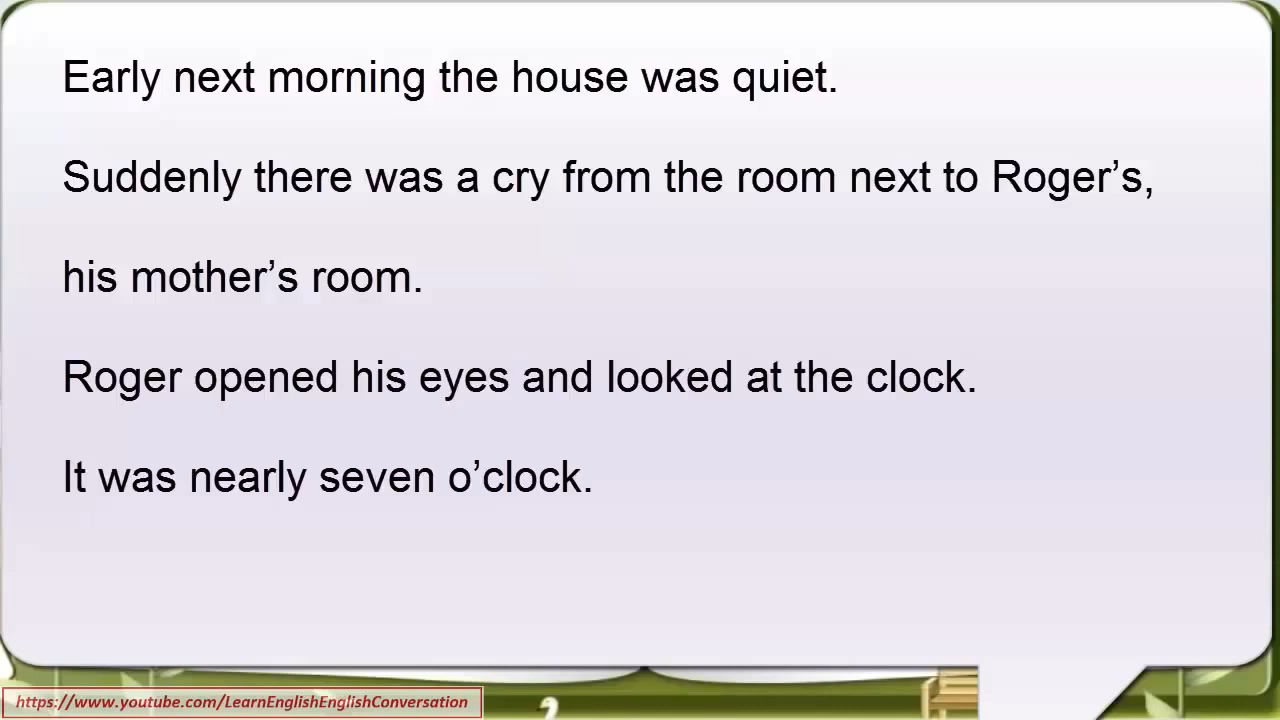 Early next morning the house was quiet.
Suddenly there was a cry from the room next to Roger’s,
his mother’s room.
Roger opened his eyes and looked at the clock.
It was nearly seven o’clock.
https://www.youtube.com/LearnEnglishEnglishConversation